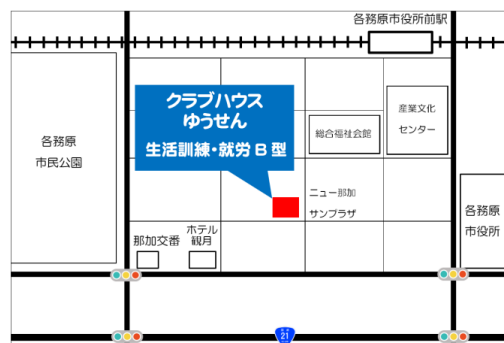 各務原市役所前駅
クラブハウス
ゆうせん
生活訓練・就労B型
産業文化
センター
総合福祉会館
各務原
市民公園
ニュー那加
サンプラザ
各務原
市役所
ホテル
観月
那加交番
21